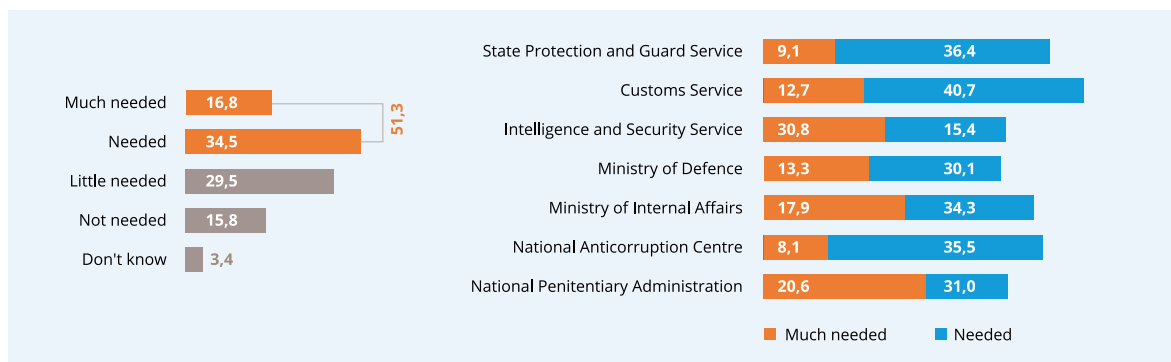 Much needed 16,8
Needed 34,5
51,3
Little needed 29,5
Not needed 15,8
Don't know 3,4
State Protection and Guard Service 9,1 36,4
Customs Service 12,7 40,7
Intelligence and Security Service 30,8 15,4
Ministry of Defence 13,3 30,1
Ministry of Internal Affairs 17,9 34,3
National Anticorruption Centre 8,1 35,5
National Penitentiary Administration 20,6 31,0
Much needed Needed